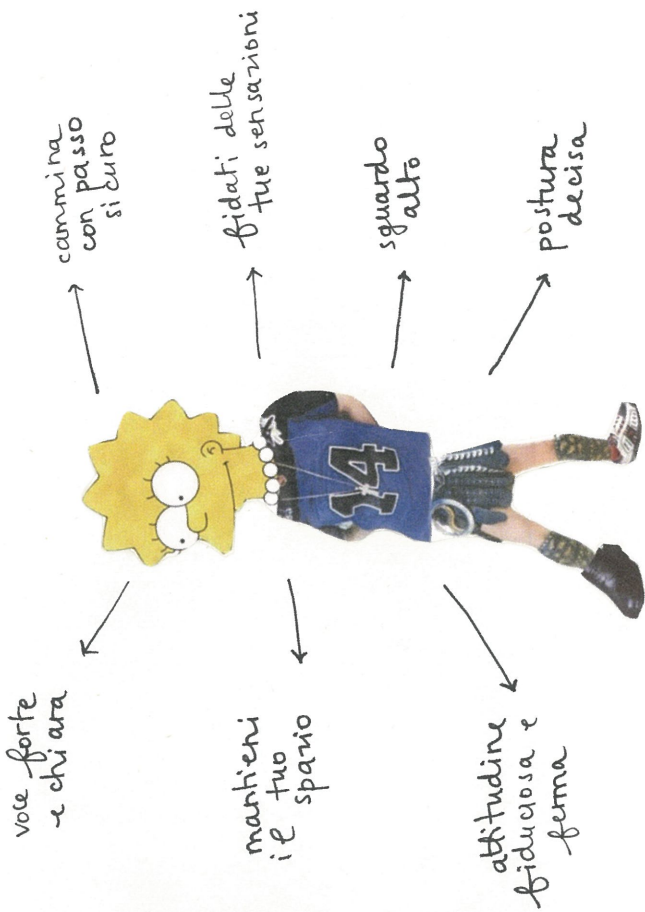 voce forte
e chiara
mantieni
il tuo
spazio
attitudine
fiduciosa e
ferma
cammina
con passo
sicuro
fidati delle
tue sensazioni
sguardo
alto
postura
decisa
14